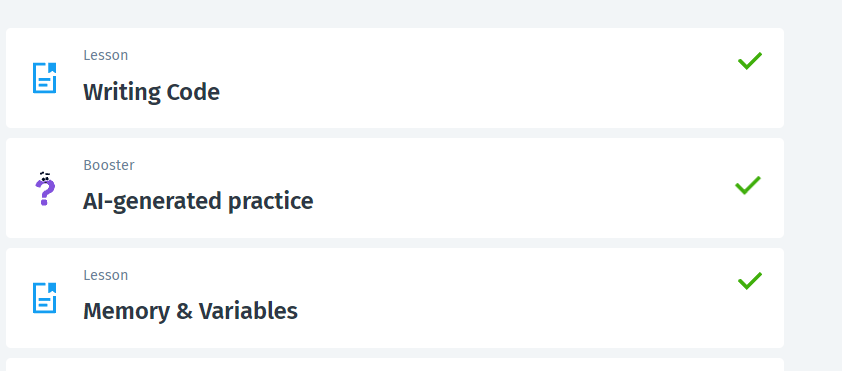 Lesson
Writing Code
Booster
AI-generated practice
Lesson
Memory & Variables